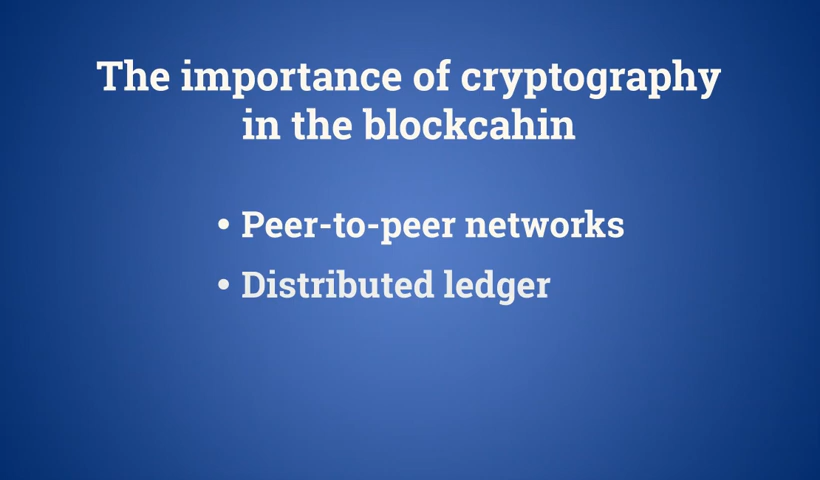 The importance of cryptography
in the blockcahin
• Peer-to-peer networks
• Distributed ledger